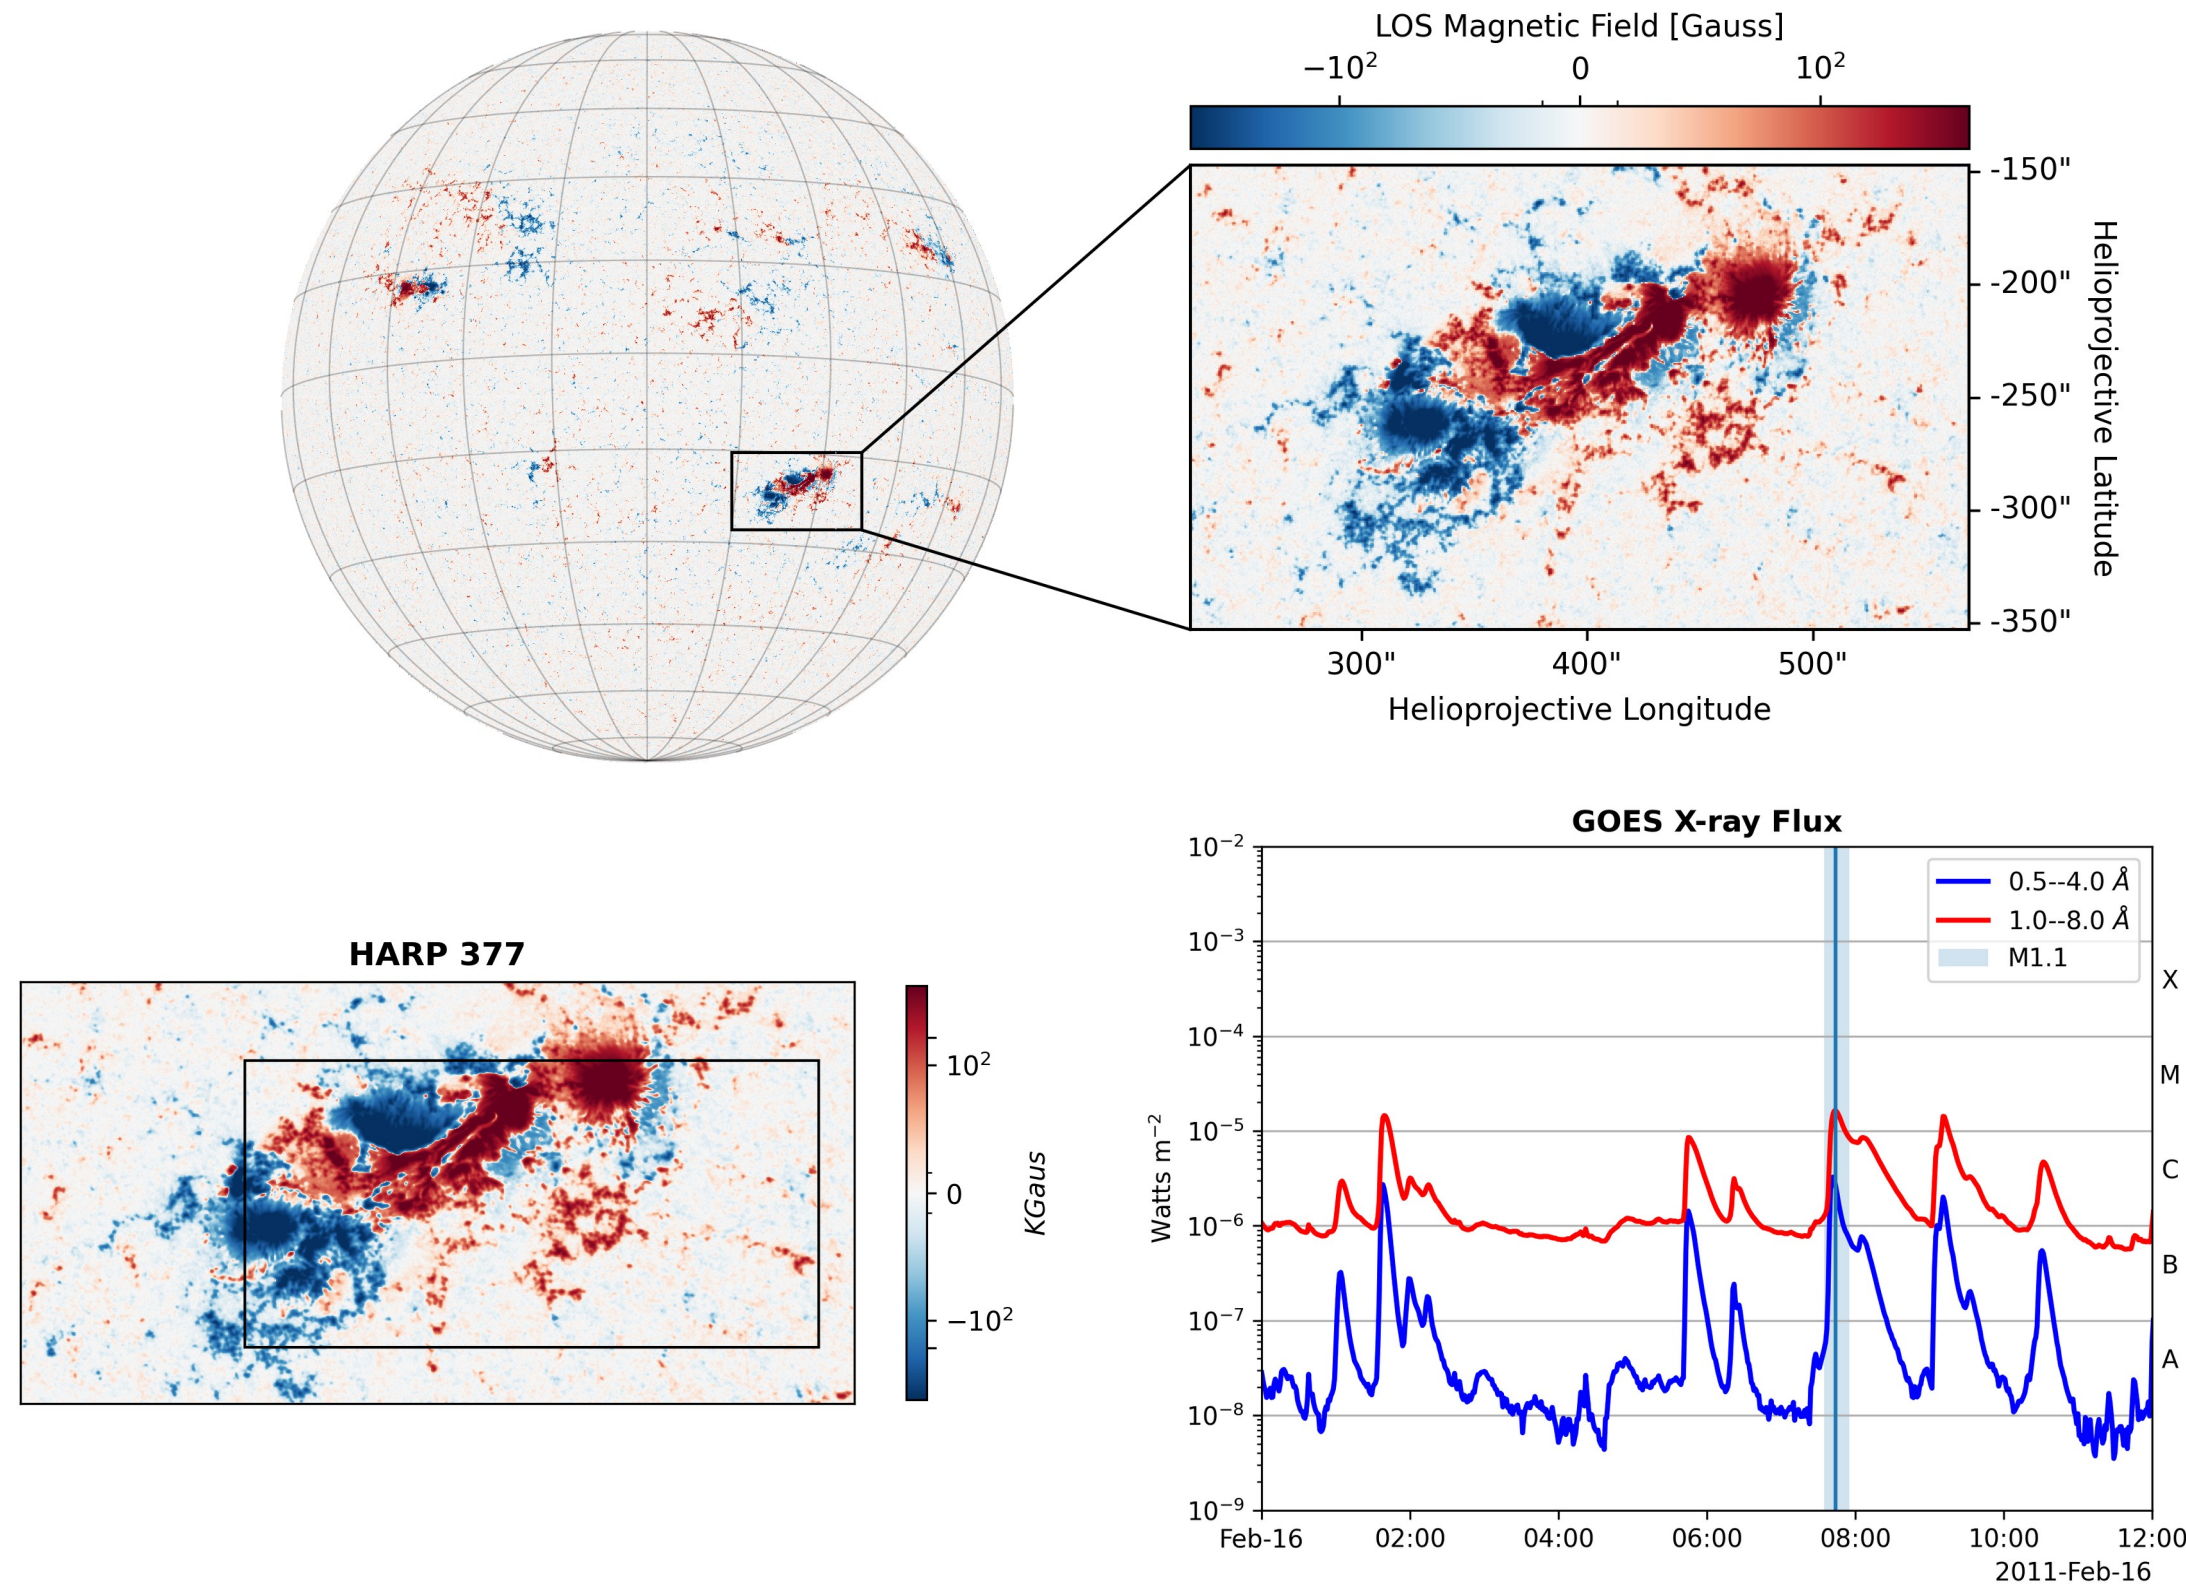 LOS Magnetic Field [Gauss]
−10² 0 10²
-150"
-200"
-250"
-300"
-350"
Helioprojective Latitude
300" 400" 500"
Helioprojective Longitude
HARP 377
10²
0
−10²
KGaus
GOES X-ray Flux
10⁻²
10⁻³
10⁻⁴
10⁻⁵
10⁻⁶
10⁻⁷
10⁻⁸
10⁻⁹
Watts m⁻²
0.5--4.0 Å
1.0--8.0 Å
M1.1
X
M
C
B
A
Feb-16 02:00 04:00 06:00 08:00 10:00 12:00
2011-Feb-16